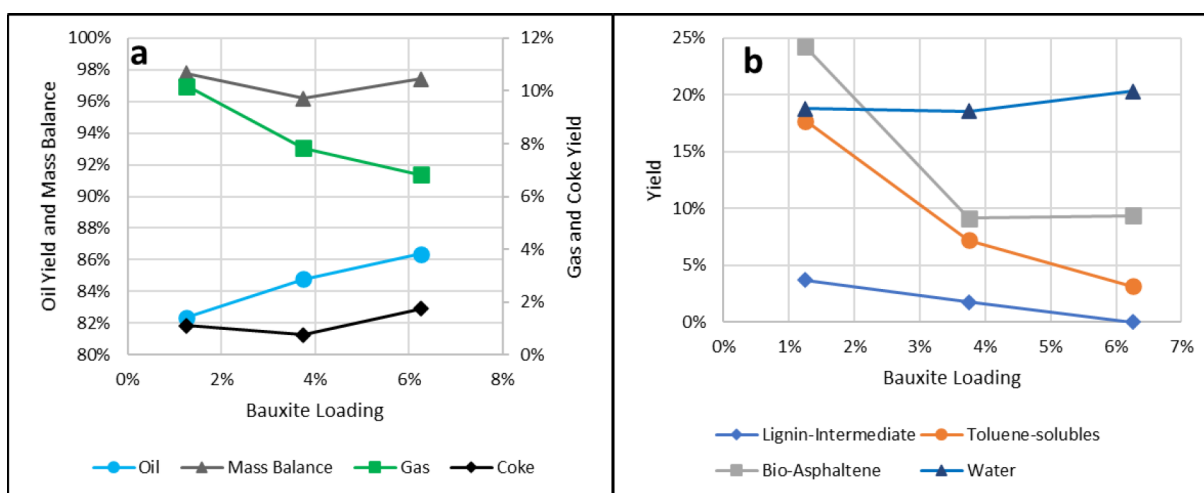 a
100%
98%
96%
94%
92%
90%
88%
86%
84%
82%
80%
Oil Yield and Mass Balance
12%
10%
8%
6%
4%
2%
0%
Gas and Coke Yield
0% 2% 4% 6% 8%
Bauxite Loading
Oil Mass Balance Gas Coke
b
25%
20%
15%
10%
5%
0%
Yield
0% 1% 2% 3% 4% 5% 6% 7%
Bauxite Loading
Lignin-Intermediate Toluene-solubles
Bio-Asphaltene Water